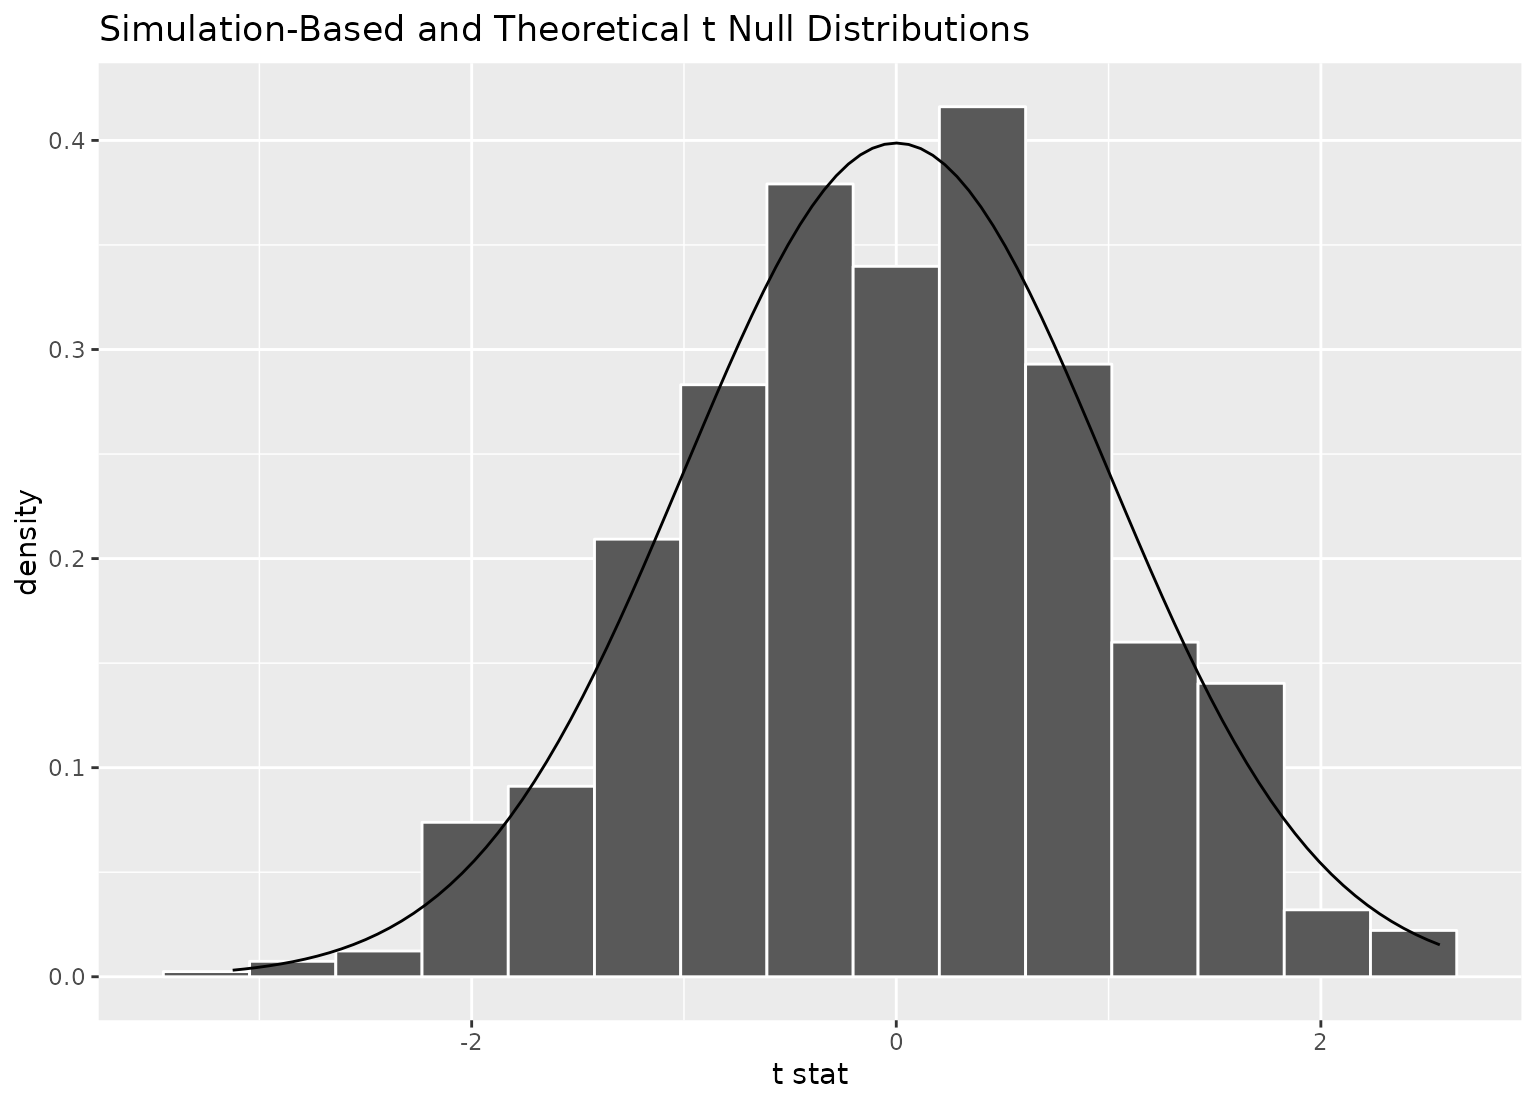 Simulation-Based and Theoretical t Null Distributions
0.4
0.3
0.2
0.1
0.0
density
-2 0 2
t stat